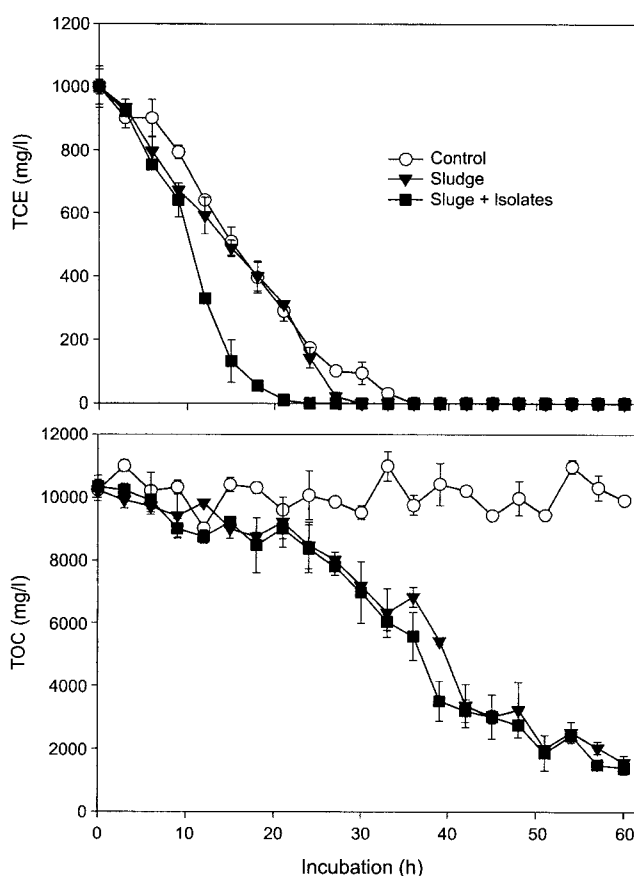 1200
1000
800
600
400
200
0
TCE (mg/l)
Control
Sludge
Sluge + Isolates
12000
10000
8000
6000
4000
2000
0
TOC (mg/l)
0 10 20 30 40 50 60
Incubation (h)